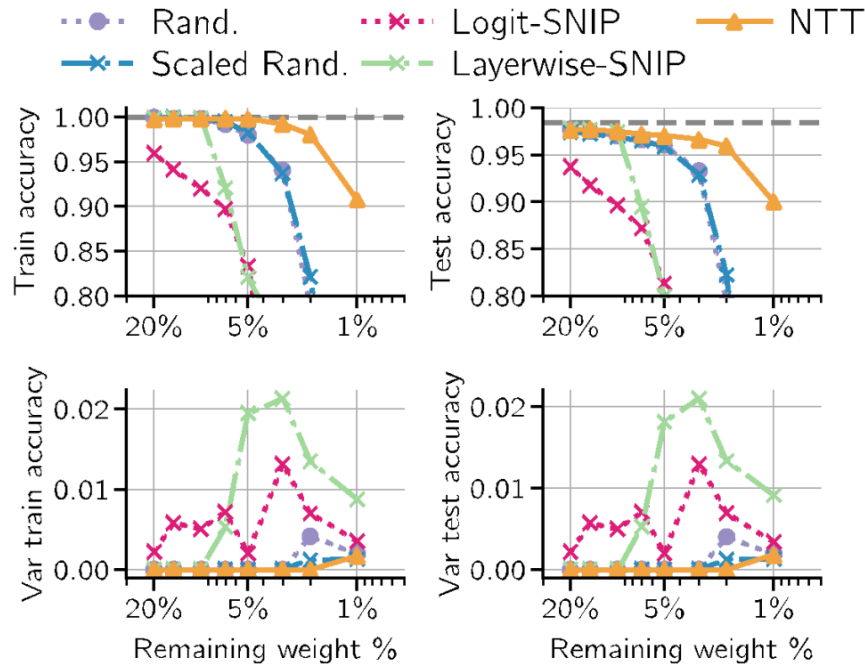 Rand. Logit-SNIP NTT
Scaled Rand. Layerwise-SNIP
Train accuracy
1.00
0.95
0.90
0.85
0.80
20% 5% 1%
Test accuracy
1.00
0.95
0.90
0.85
0.80
20% 5% 1%
Var train accuracy
0.02
0.01
0.00
20% 5% 1%
Remaining weight %
Var test accuracy
0.02
0.01
0.00
20% 5% 1%
Remaining weight %